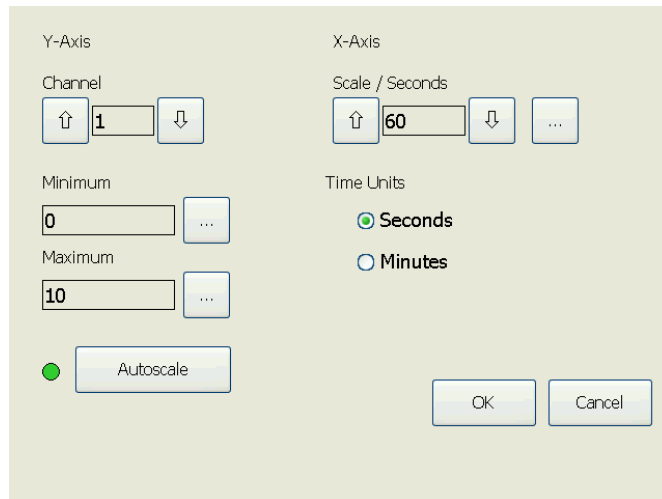 Y-Axis
X-Axis
Channel
Scale / Seconds
1
60
...
Minimum
Time Units
0
...
Seconds
Maximum
Minutes
10
...
Autoscale
OK
Cancel